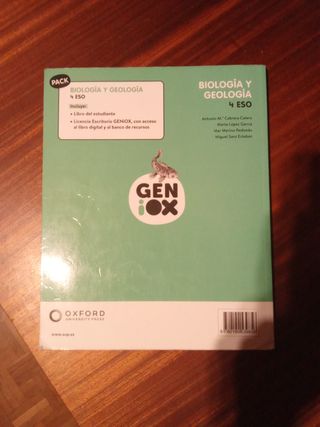 PACK
BIOLOGÍA Y GEOLOGÍA
4 ESO
Incluye:
• Libro del estudiante
• Licencia Escritorio GENiOX, con acceso
al libro digital y al banco de recursos
BIOLOGÍA Y
GEOLOGÍA
4 ESO
Antonio M.ª Cabrera Calero
Marta López García
Mar Merino Redondo
Miguel Sanz Esteban
GEN
iOX
OXFORD
UNIVERSITY PRESS
www.oup.es